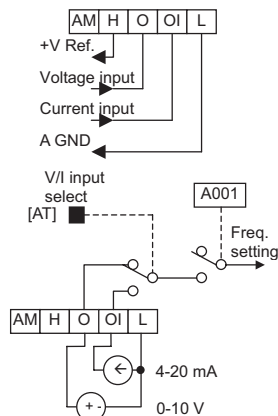 AM H O OI L
+V Ref.
Voltage input
Current input
A GND
V/I input
select
[AT]
A001
Freq.
setting
AM H O OI L
4-20 mA
+ -
0-10 V